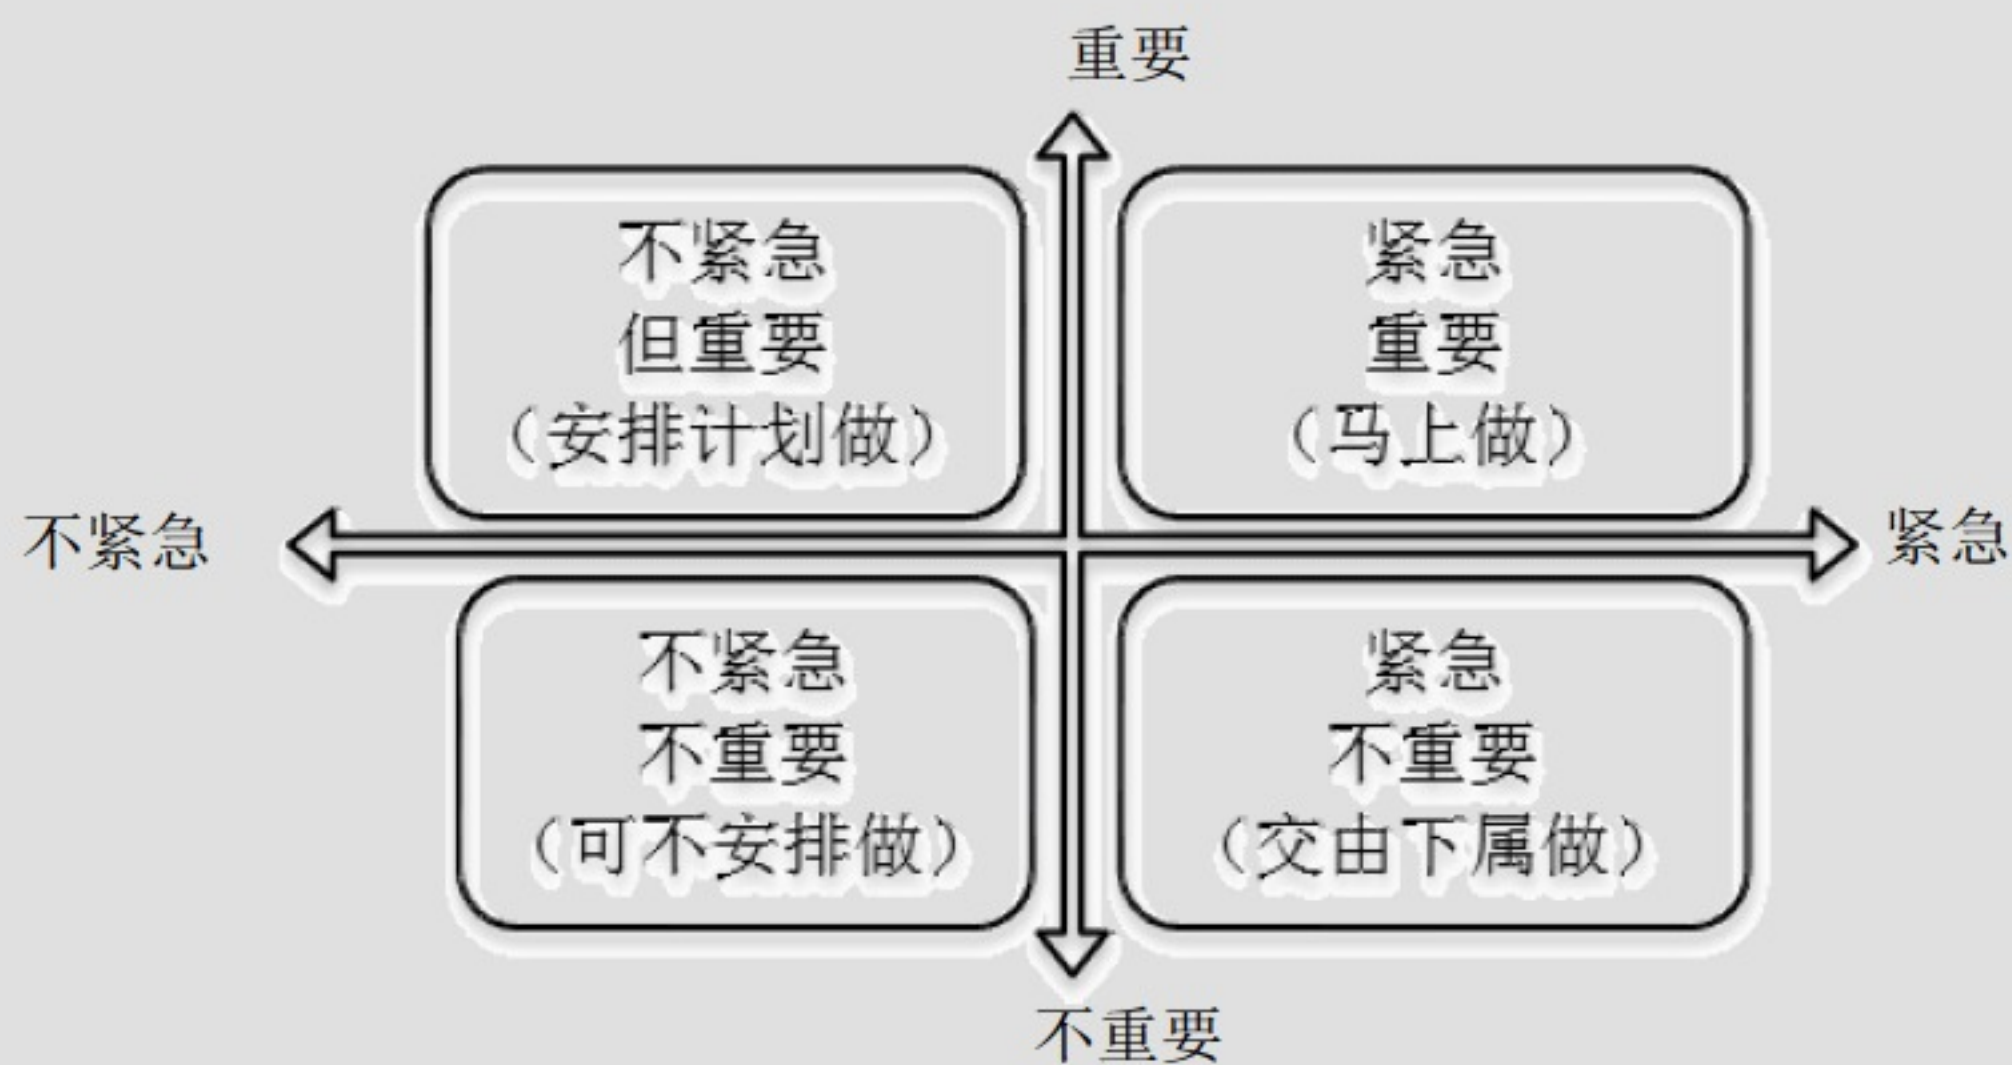 重要
不紧急
但重要
（安排计划做）
紧急
重要
（马上做）
不紧急
紧急
不紧急
不重要
（可不安排做）
紧急
不重要
（交由下属做）
不重要